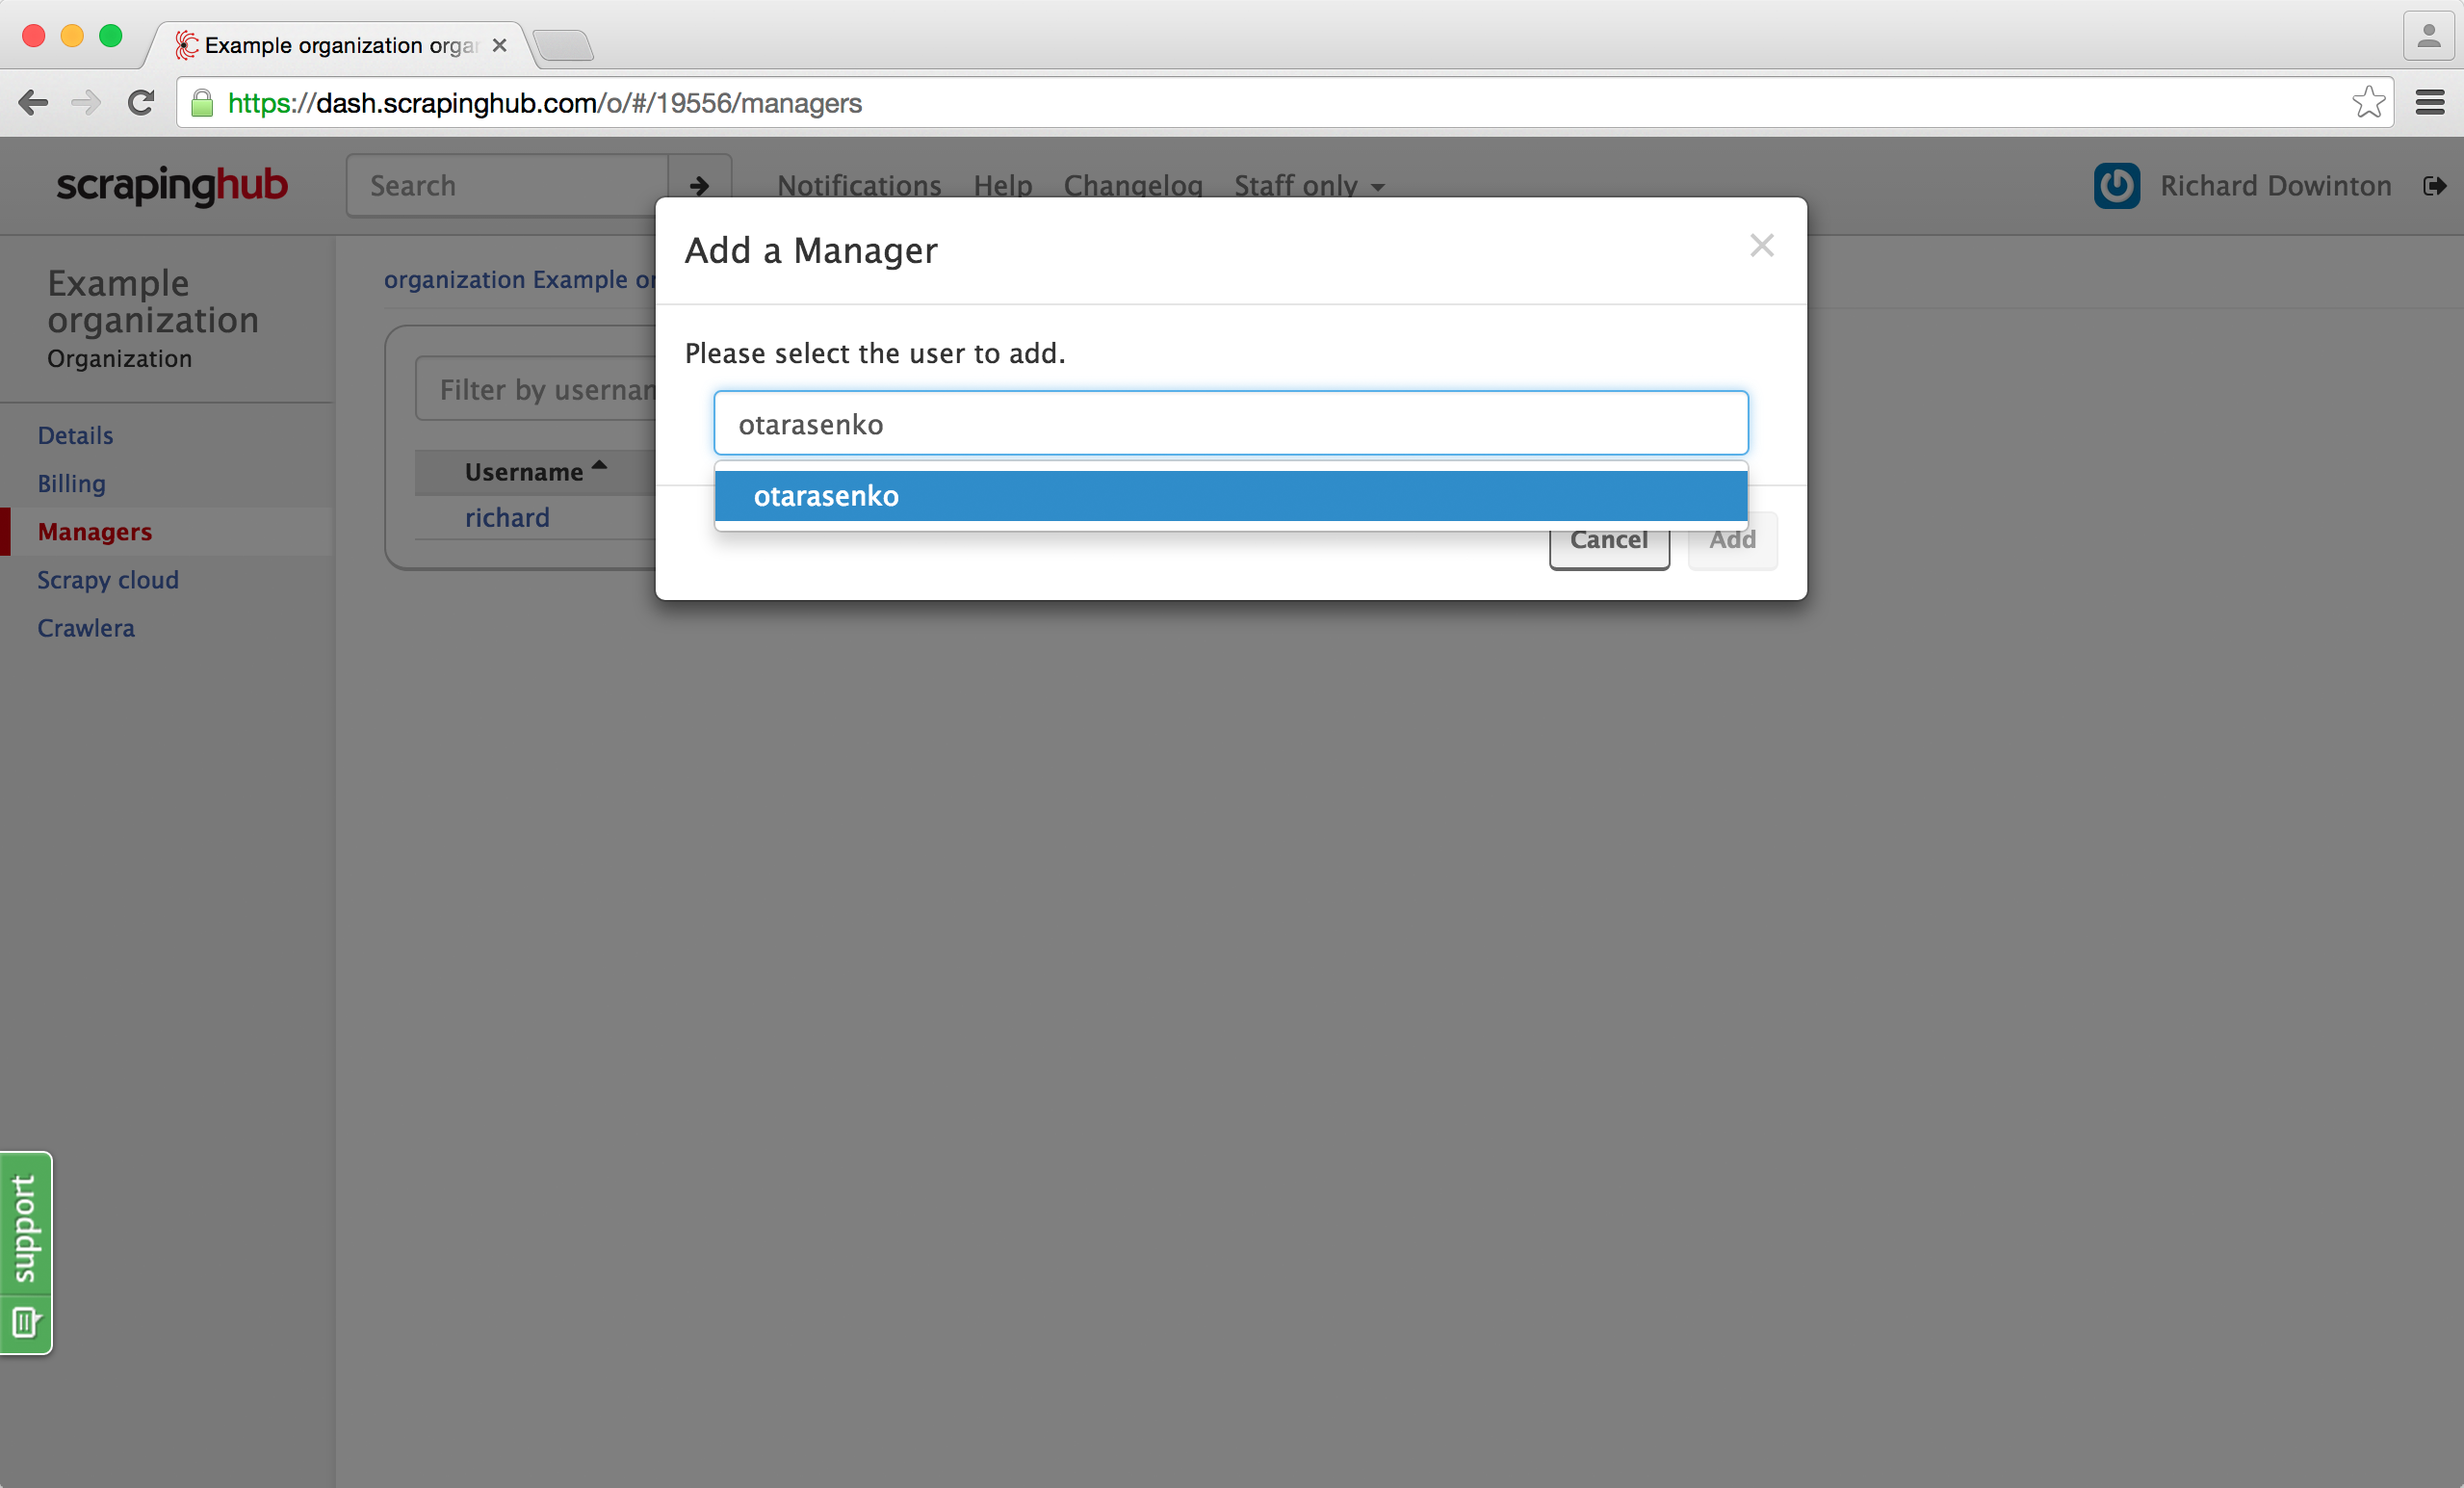 Example organization orga
https://dash.scrapinghub.com/o/#/19556/managers
scrapinghub
Search
Notifications Help Changelog Staff only
Richard Dowinton
Example organization
Organization
Details
Billing
Managers
Scrapy cloud
Crawlera
organization Example or
Filter by usernam
Username
richard
Add a Manager
Please select the user to add.
otarasenko
otarasenko
Cancel Add
support